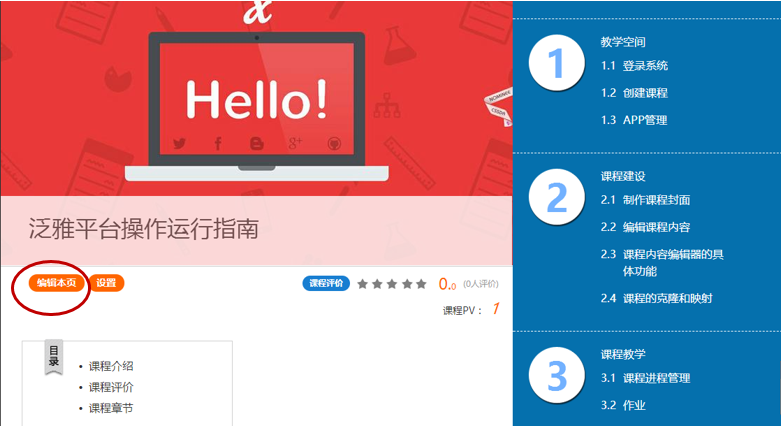 Hello!
泛雅平台操作运行指南
编辑本页 设置
课程评价 0.0 (0人评价)
课程PV： 1
目录
• 课程介绍
• 课程评价
• 课程章节
1
教学空间
1.1 登录系统
1.2 创建课程
1.3 APP管理
2
课程建设
2.1 制作课程封面
2.2 编辑课程内容
2.3 课程内容编辑器的具
体功能
2.4 课程的克隆和映射
3
课程教学
3.1 课程进程管理
3.2 作业